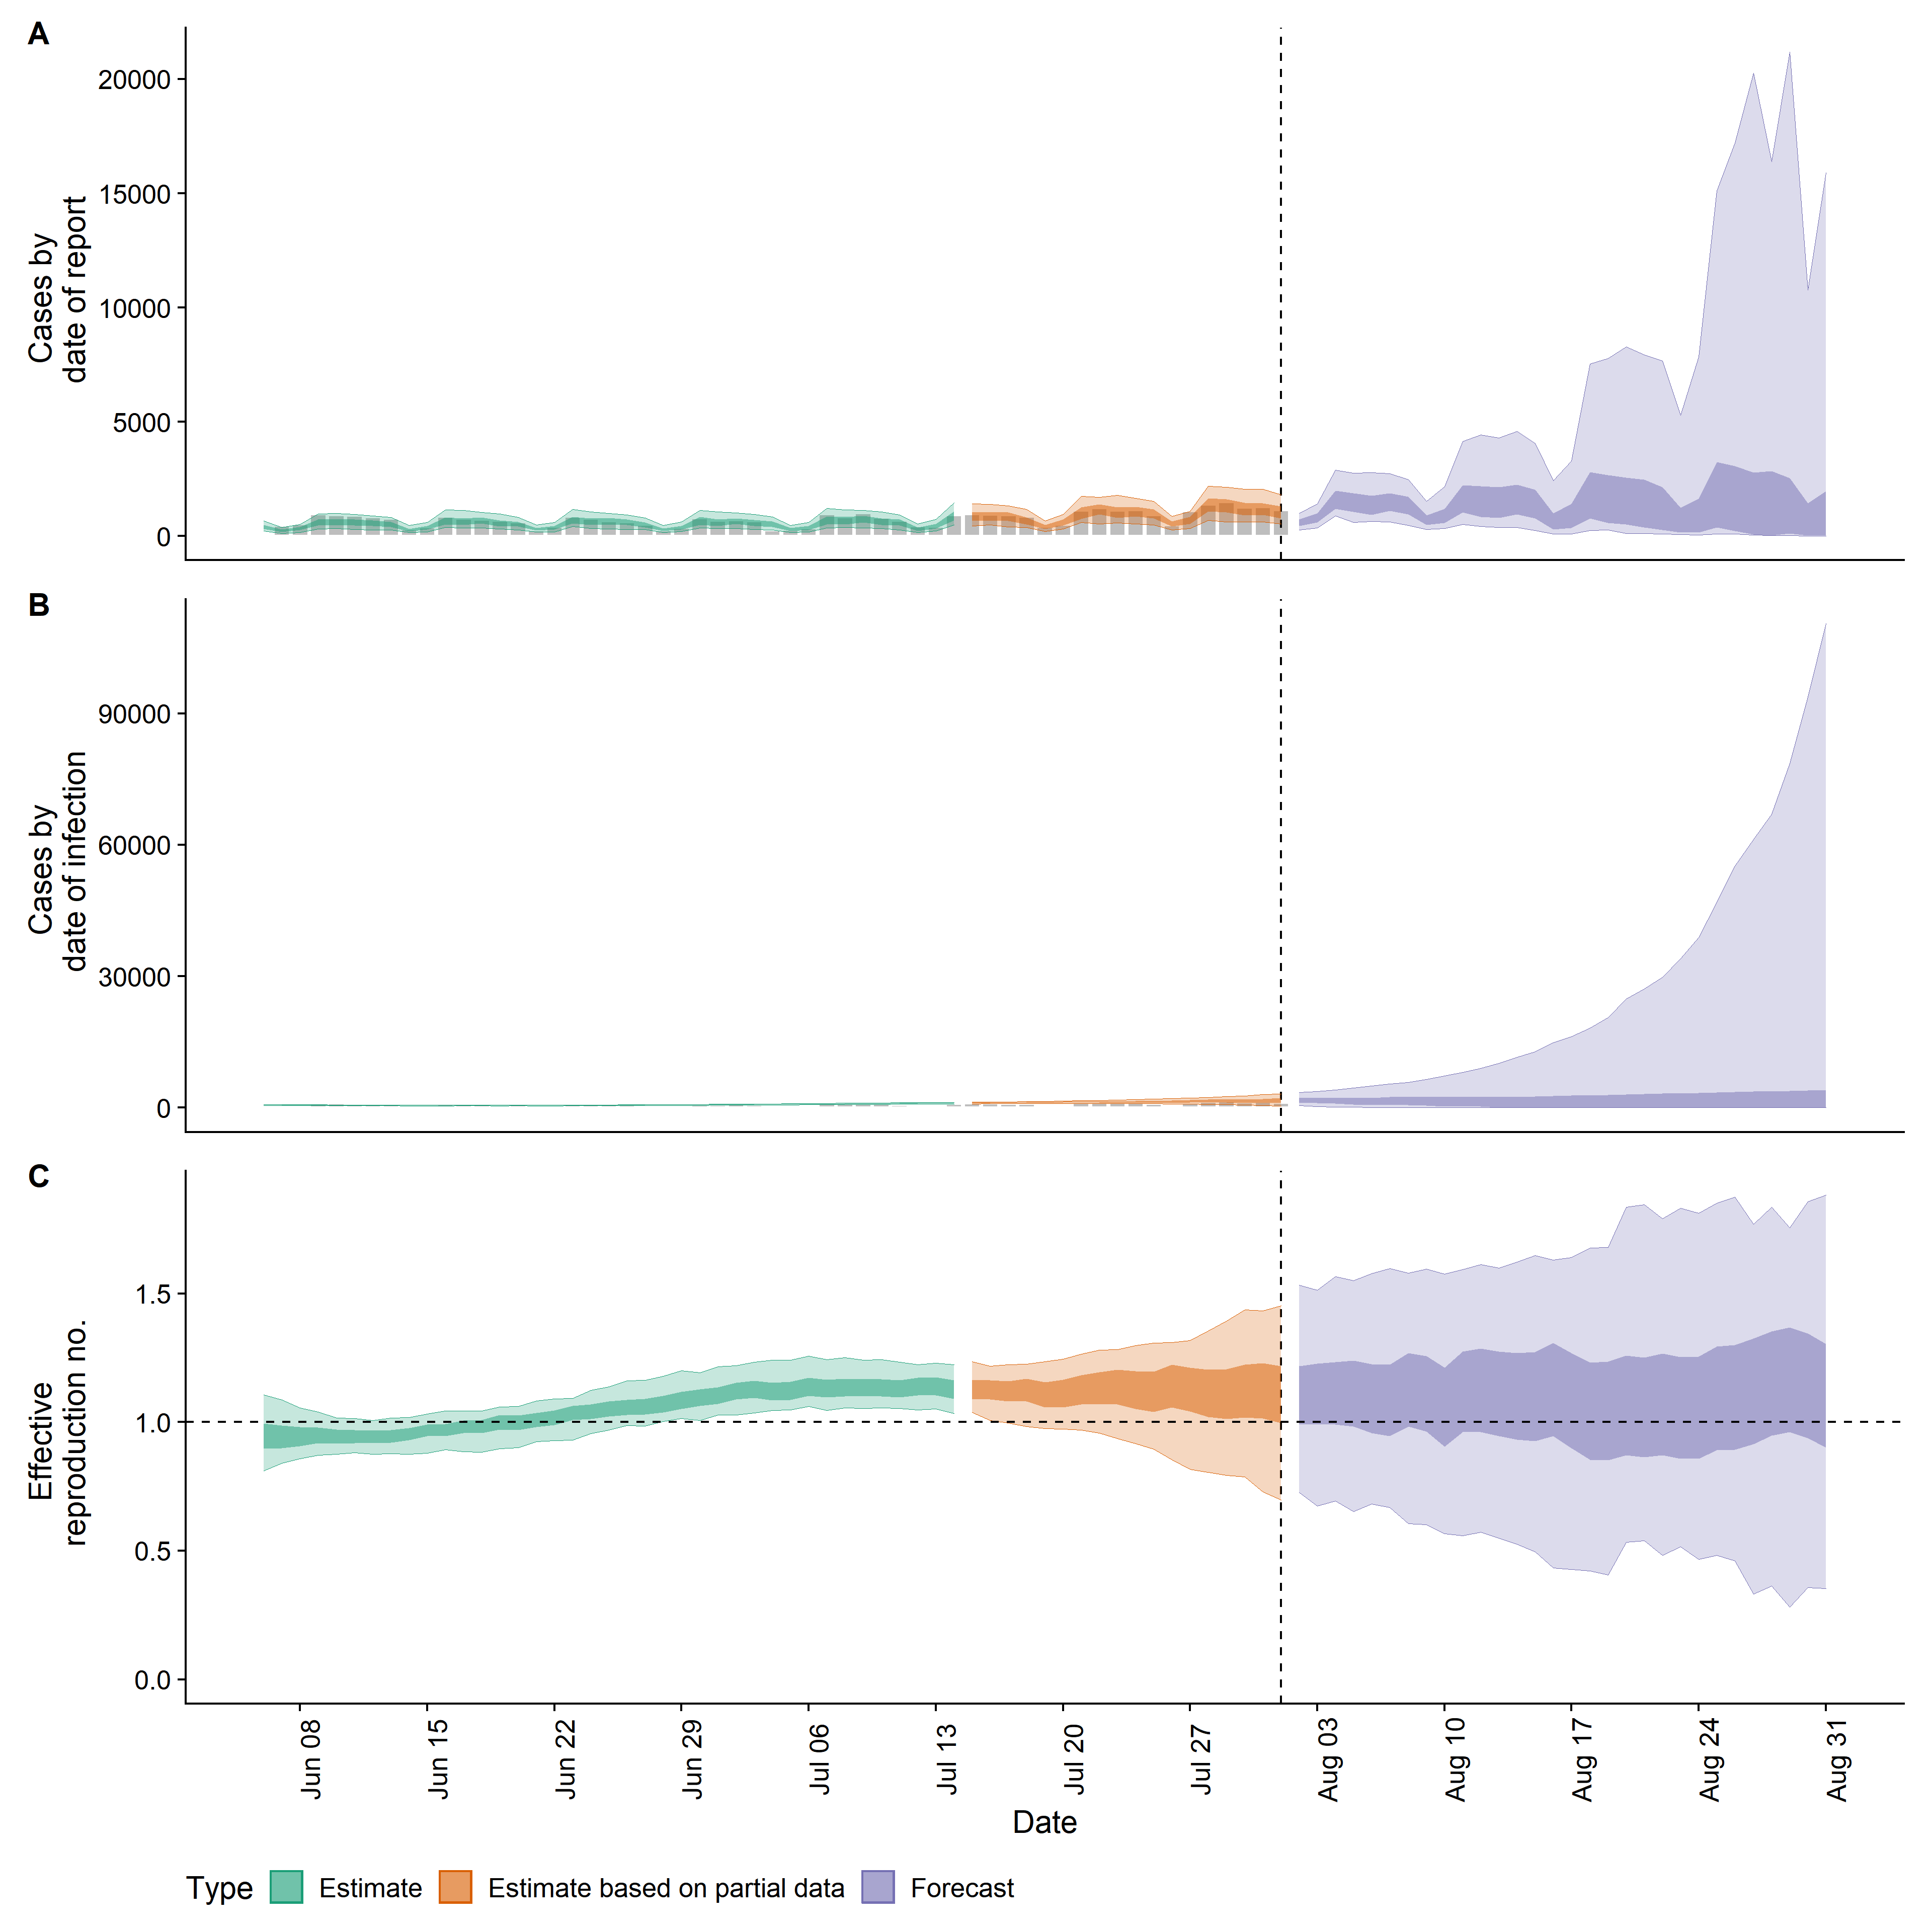 A
20000
15000
10000
5000
0
Cases by
date of report
B
90000
60000
30000
0
Cases by
date of infection
C
1.5
1.0
0.5
0.0
Effective
reproduction no.
Jun 08
Jun 15
Jun 22
Jun 29
Jul 06
Jul 13
Jul 20
Jul 27
Aug 03
Aug 10
Aug 17
Aug 24
Aug 31
Date
Type Estimate Estimate based on partial data Forecast